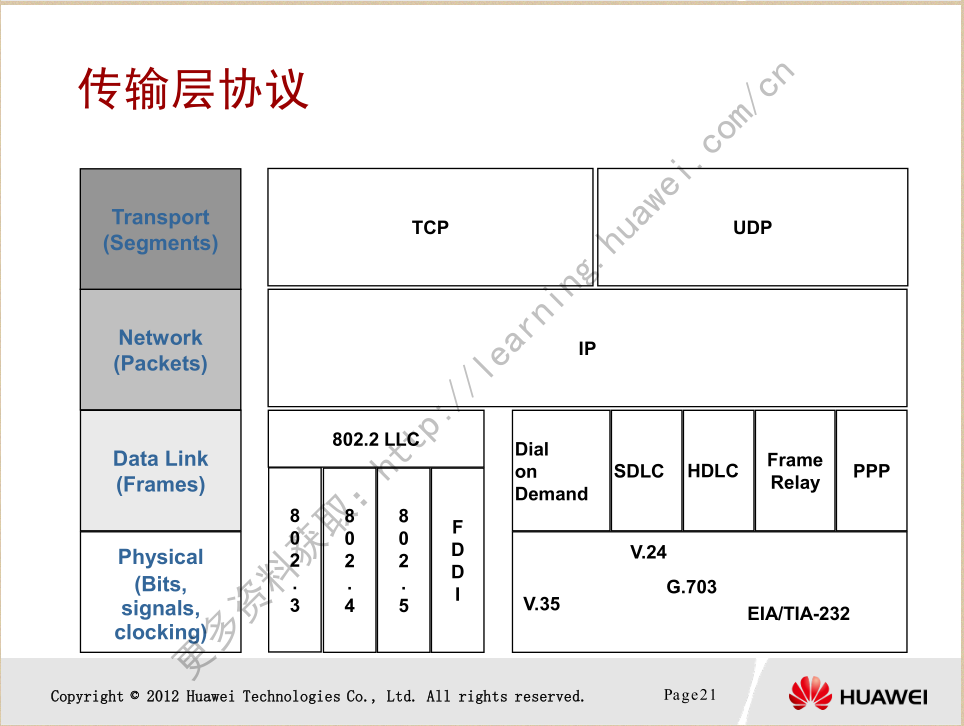 传输层协议
Transport
(Segments)
TCP
UDP
Network
(Packets)
IP
Data Link
(Frames)
802.2 LLC
Dial
on
Demand
SDLC
HDLC
Frame
Relay
PPP
Physical
(Bits,
signals,
clocking)
802.3
802.4
802.5
FDDI
V.24
G.703
V.35
EIA/TIA-232
更多资料获取：http://learning.huawei.com/cn
Copyright © 2012 Huawei Technologies Co., Ltd. All rights reserved.
Page21
HUAWEI